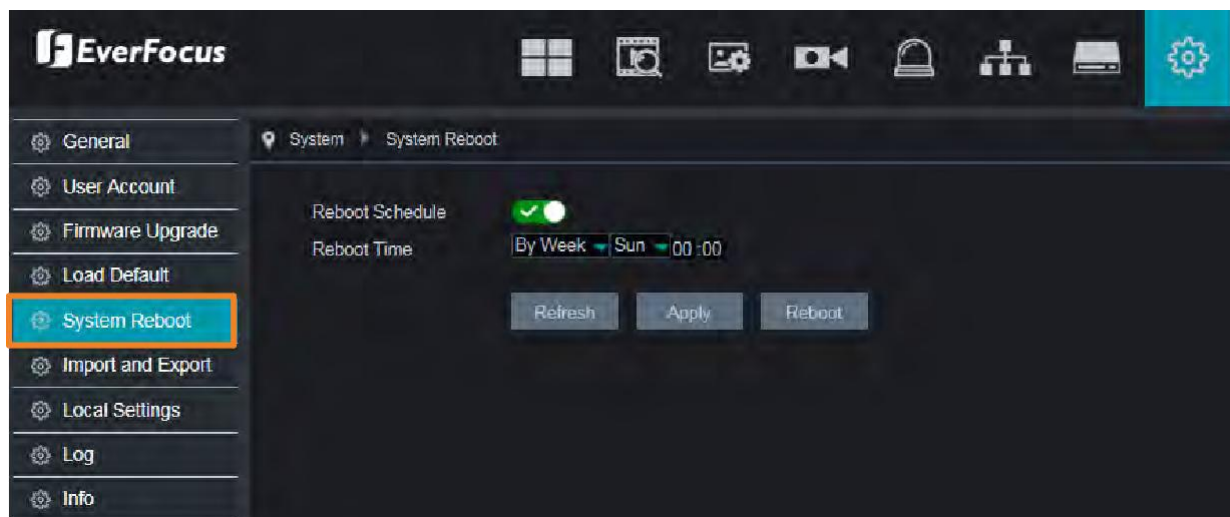 EverFocus
General
User Account
Firmware Upgrade
Load Default
System Reboot
Import and Export
Local Settings
Log
Info
System System Reboot
Reboot Schedule
Reboot Time By Week Sun 00 :00
Refresh Apply Reboot